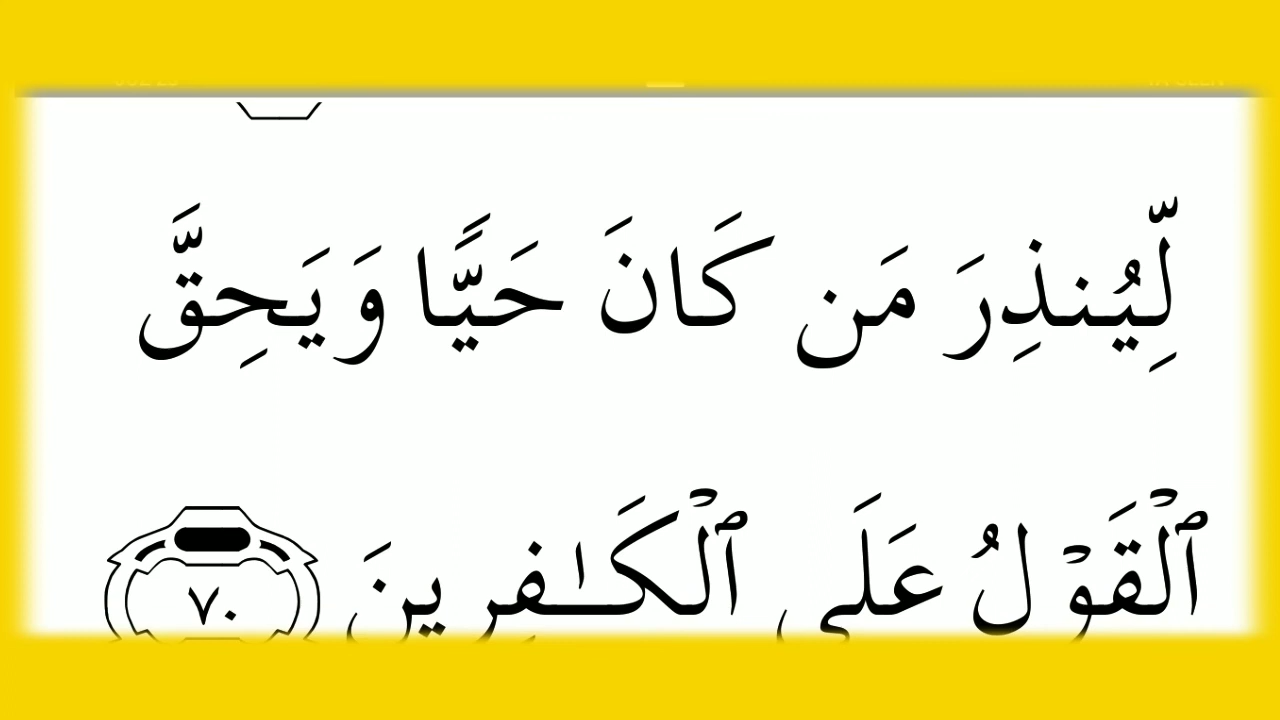 لِّيُنذِرَ مَن كَانَ حَيًّا وَيَحِقَّ
ٱلْقَوْلُ عَلَى ٱلْكَـٰفِرِينَ ٧٠